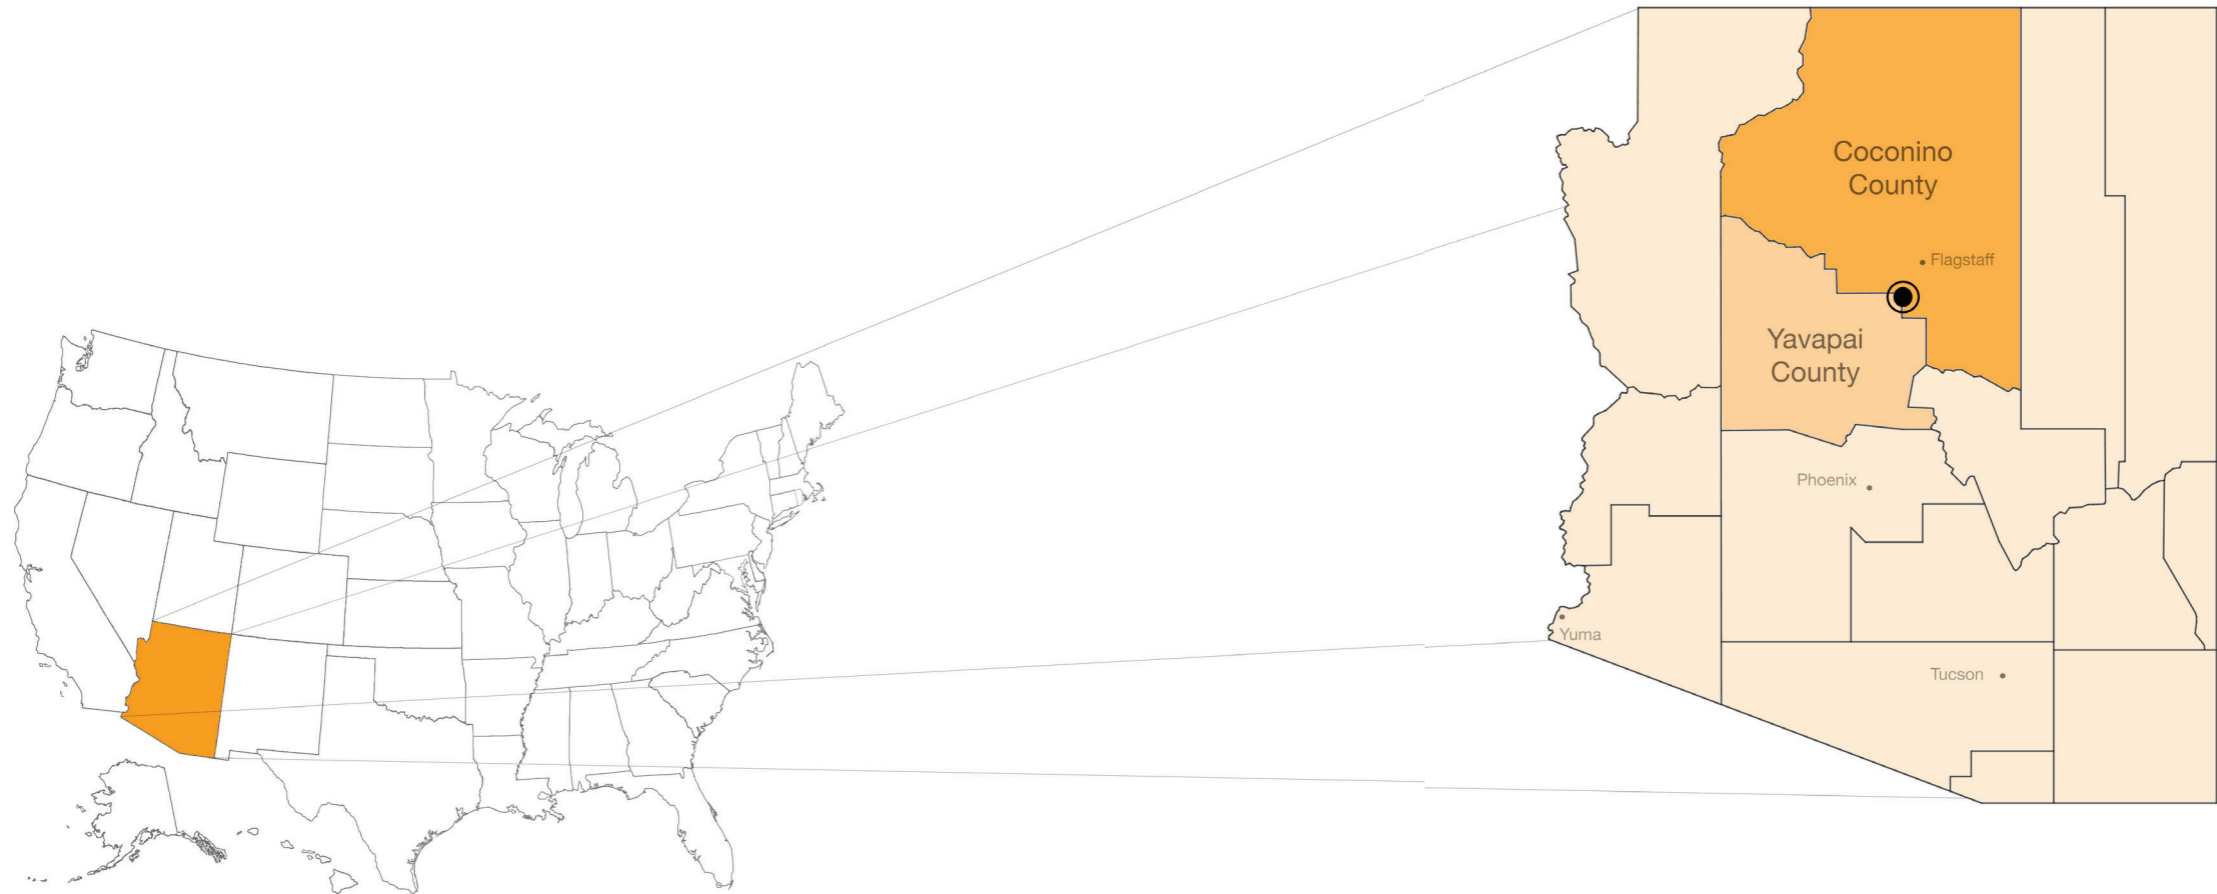 Coconino
County
Flagstaff
Yavapai
County
Phoenix
Yuma
Tucson